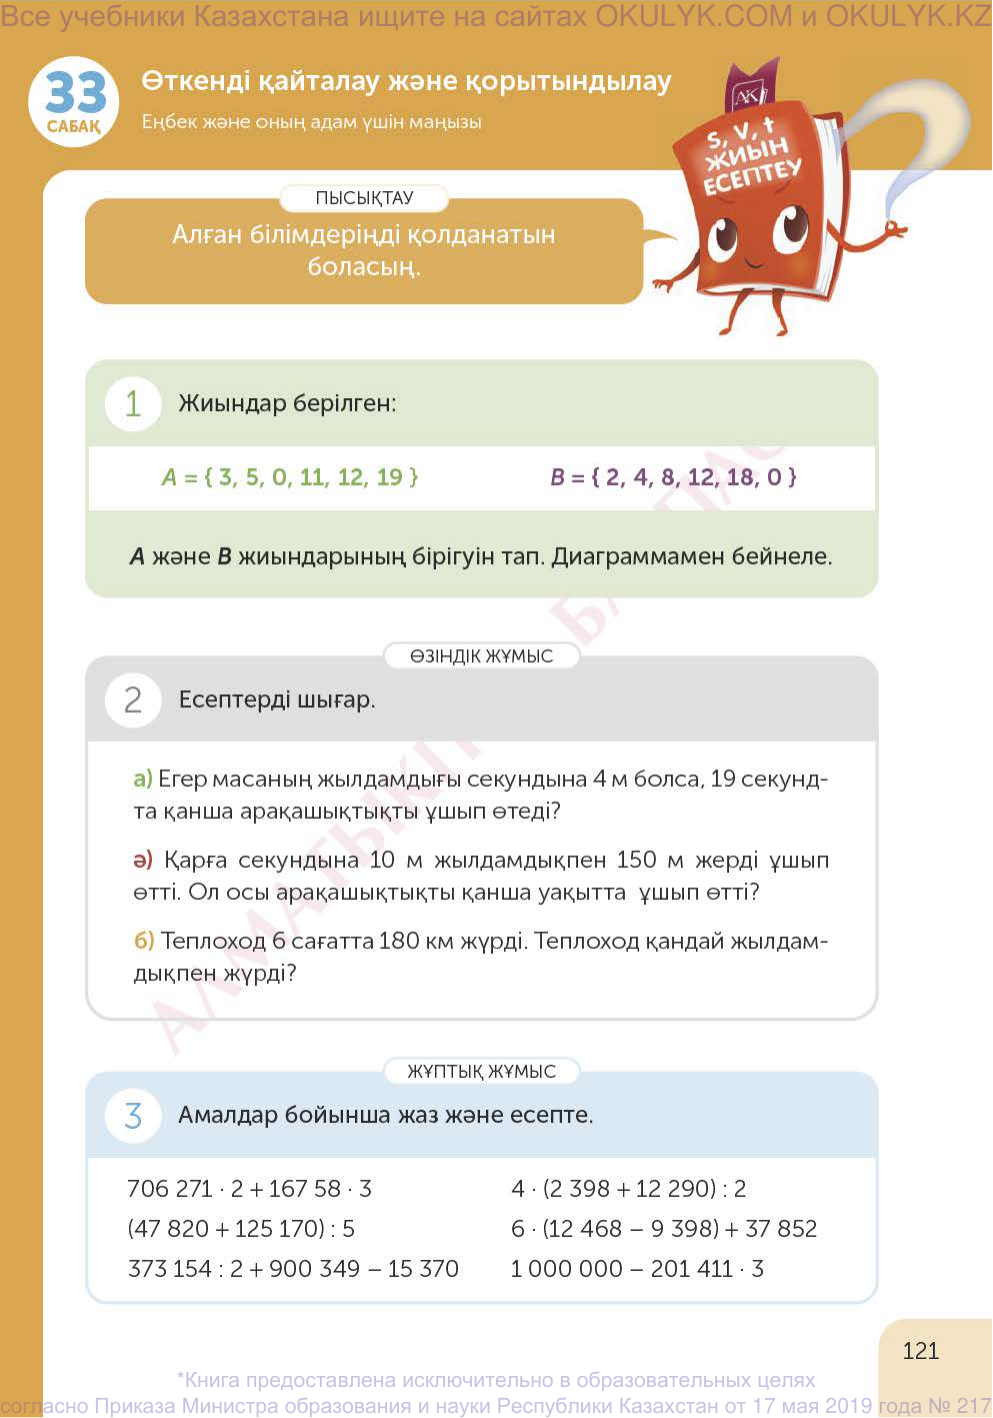 Все учебники Казахстана ищите на сайтах OKULYK.COM и OKULYK.KZ
33
САБАҚ
Өткенді қайталау және қорытындылау
Еңбек және оның адам үшін маңызы
АК
S, V, t
ЖИЫН
ЕСЕПТЕУ
ПЫСЫҚТАУ
Алған білімдеріңді қолданатын
боласың.
1 Жиындар берілген:
A = { 3, 5, 0, 11, 12, 19 } B = { 2, 4, 8, 12, 18, 0 }
A және B жиындарының бірігуін тап. Диаграммамен бейнеле.
ӨЗІНДІК ЖҰМЫС
2 Есептерді шығар.
а) Егер масаның жылдамдығы секундына 4 м болса, 19 секунд-
та қанша арақашықтықты ұшып өтеді?
ә) Қарға секундына 10 м жылдамдықпен 150 м жерді ұшып
өтті. Ол осы арақашықтықты қанша уақытта ұшып өтті?
б) Теплоход 6 сағатта 180 км жүрді. Теплоход қандай жылдам-
дықпен жүрді?
ЖҰПТЫҚ ЖҰМЫС
3 Амалдар бойынша жаз және есепте.
706 271 · 2 + 167 58 · 3 4 · (2 398 + 12 290) : 2
(47 820 + 125 170) : 5 6 · (12 468 – 9 398) + 37 852
373 154 : 2 + 900 349 – 15 370 1 000 000 – 201 411 · 3
121
*Книга предоставлена исключительно в образовательных целях
согласно Приказа Министра образования и науки Республики Казахстан от 17 мая 2019 года № 217